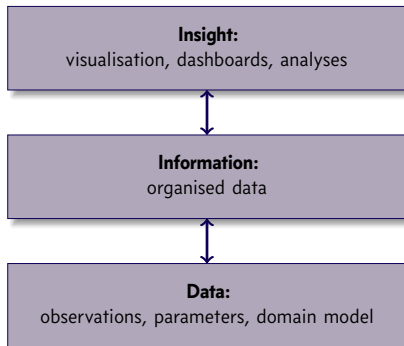 Insight:
visualisation, dashboards, analyses
Information:
organised data
Data:
observations, parameters, domain model